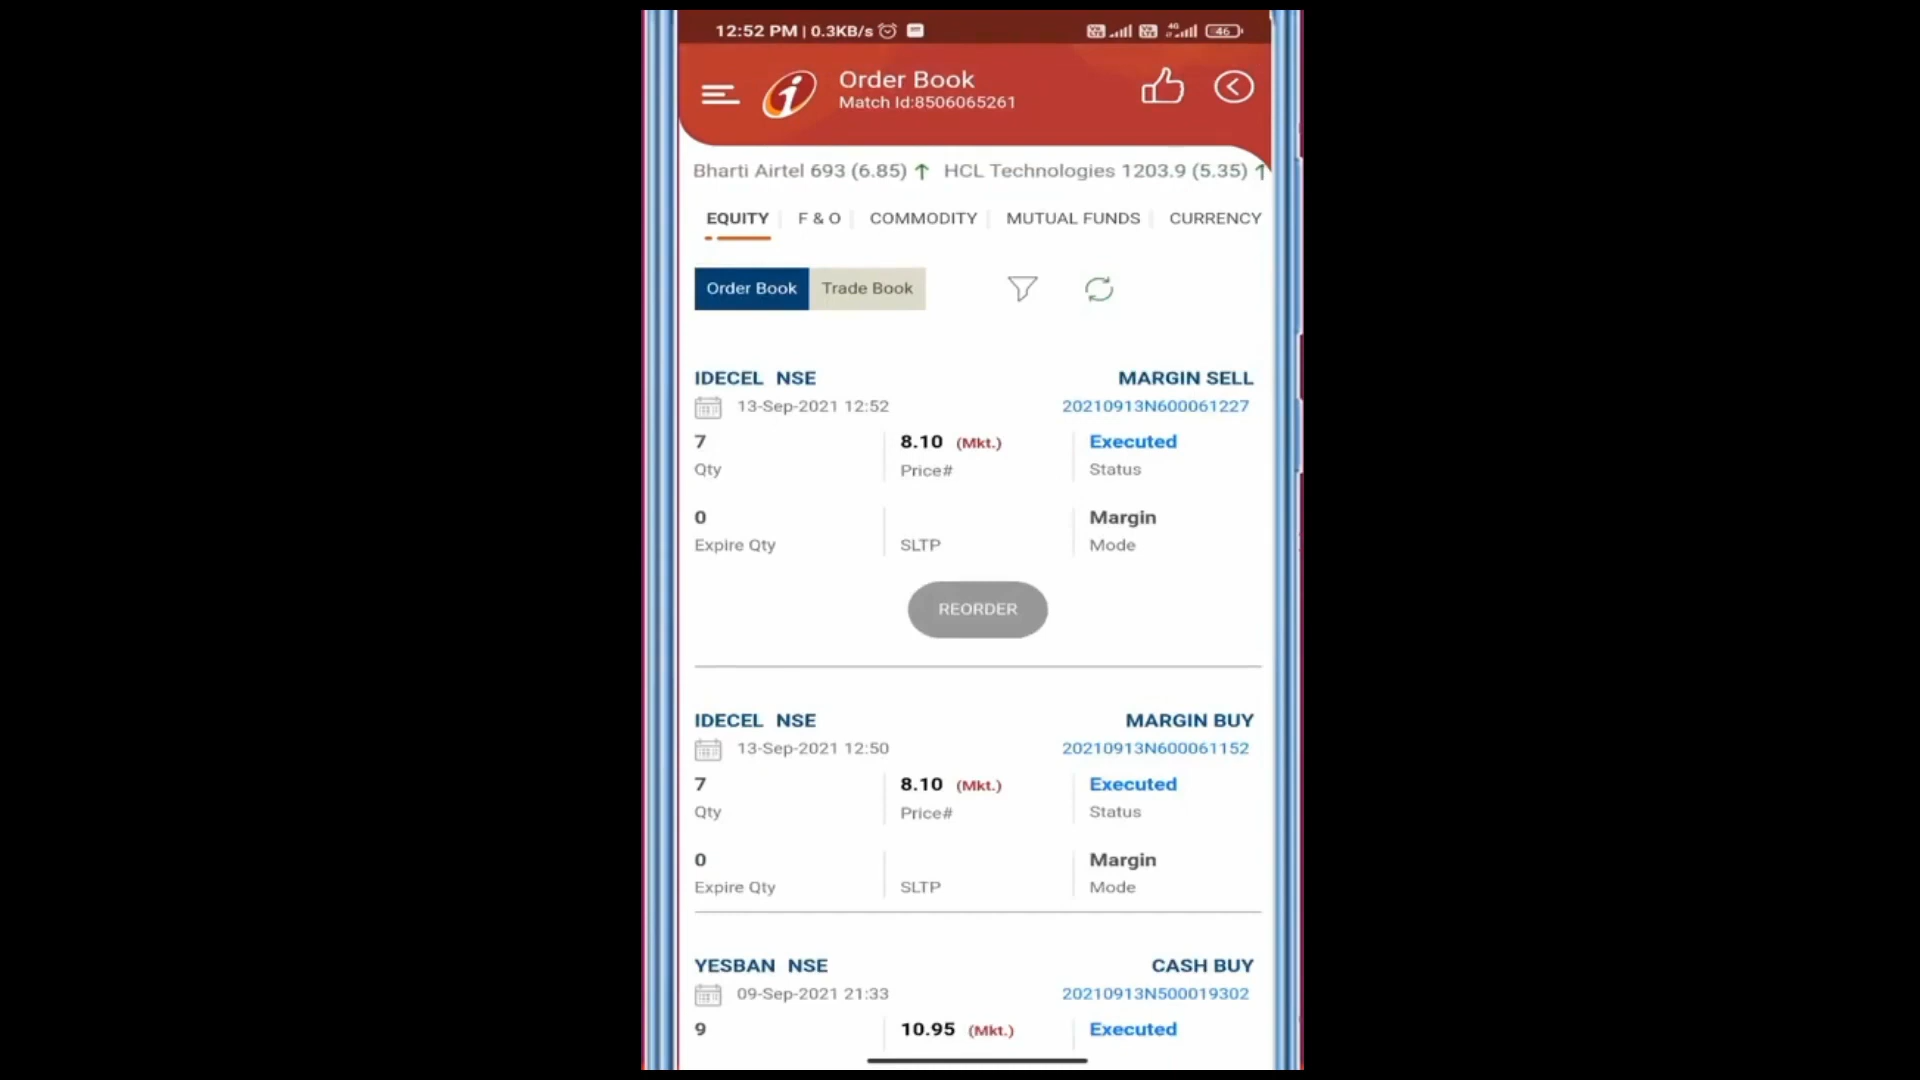 12:52 PM | 0.3KB/s
4G
46
Order Book
Match Id:8506065261
Bharti Airtel 693 (6.85) ↑ HCL Technologies 1203.9 (5.35) ↑
EQUITY F & O COMMODITY MUTUAL FUNDS CURRENCY
Order Book Trade Book
IDECEL NSE MARGIN SELL
13-Sep-2021 12:52 20210913N600061227
7 8.10 (Mkt.) Executed
Qty Price# Status
0 Margin
Expire Qty SLTP Mode
REORDER
IDECEL NSE MARGIN BUY
13-Sep-2021 12:50 20210913N600061152
7 8.10 (Mkt.) Executed
Qty Price# Status
0 Margin
Expire Qty SLTP Mode
YESBAN NSE CASH BUY
09-Sep-2021 21:33 20210913N500019302
9 10.95 (Mkt.) Executed